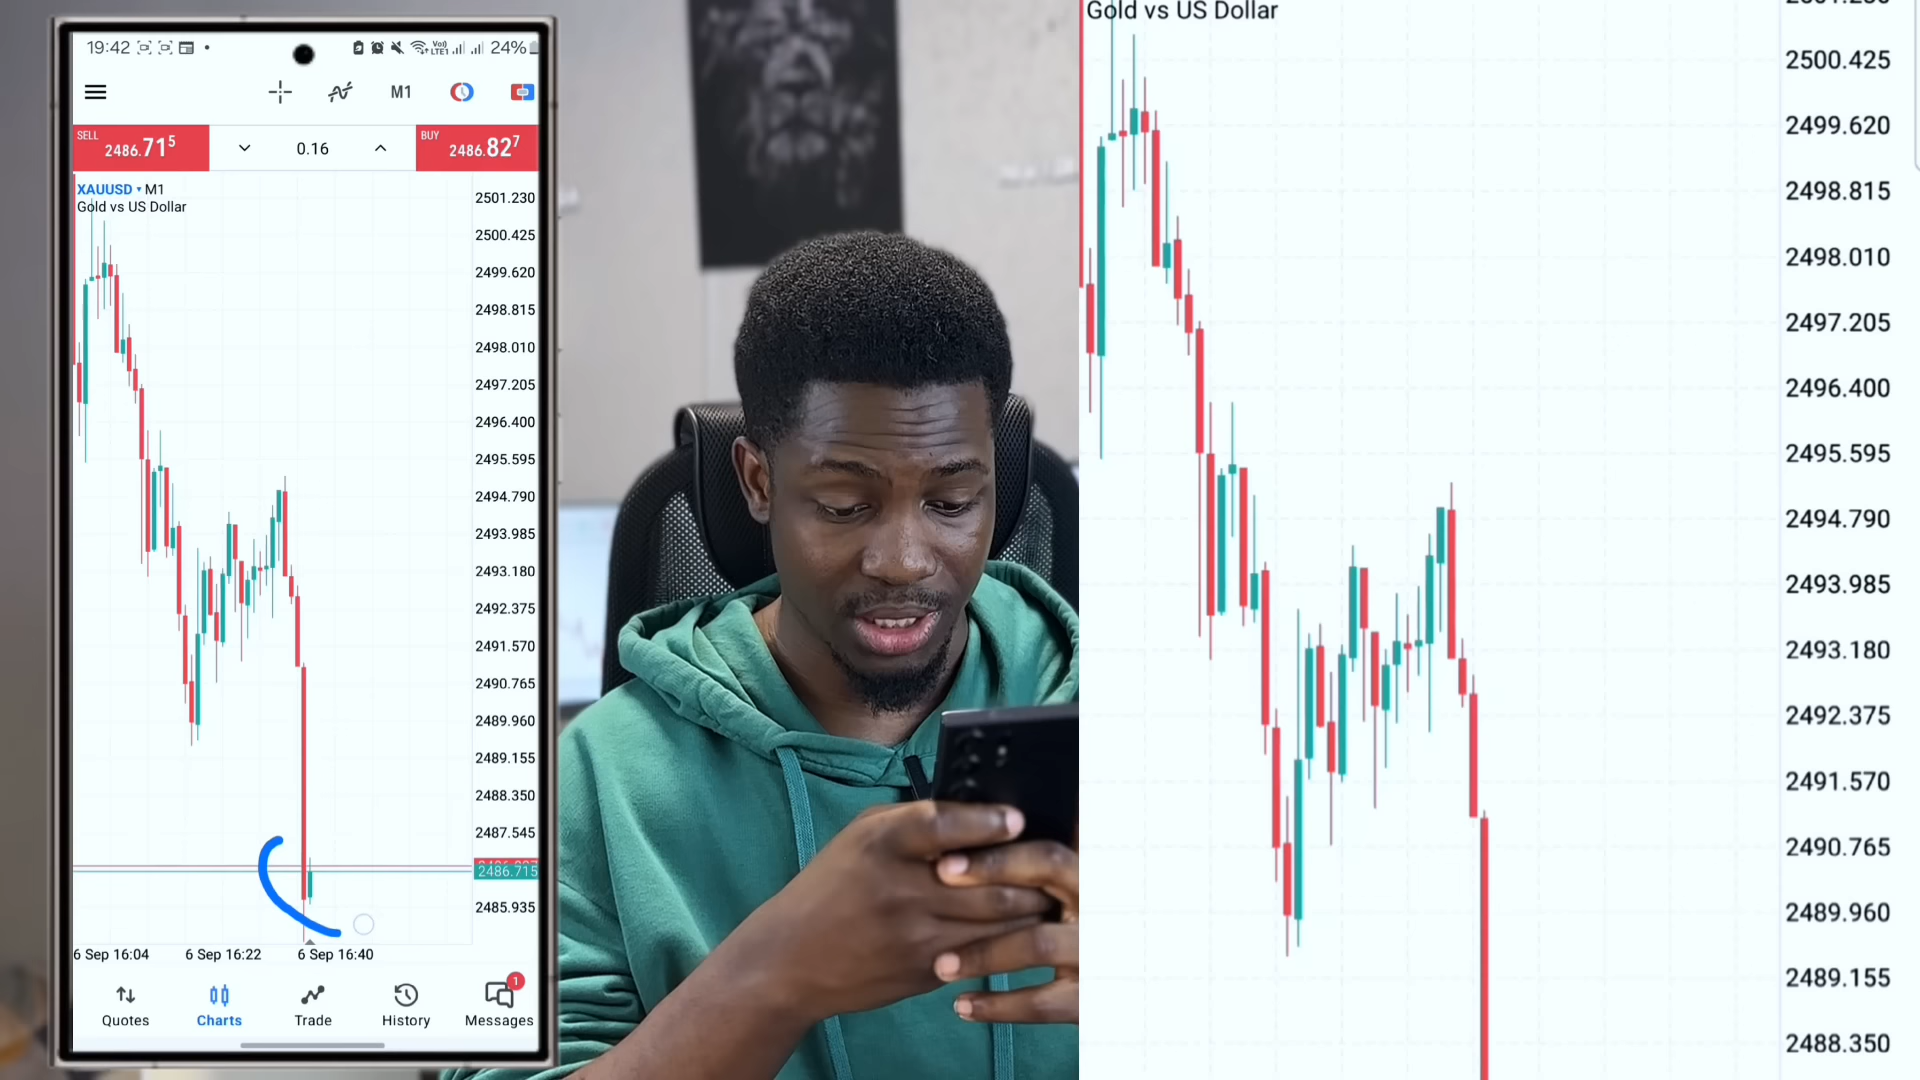 19:42
Vo))
LTE1
24%
M1
SELL
2486.715
0.16
BUY
2486.827
XAUUSD M1
Gold vs US Dollar
2501.230
2500.425
2499.620
2498.815
2498.010
2497.205
2496.400
2495.595
2494.790
2493.985
2493.180
2492.375
2491.570
2490.765
2489.960
2489.155
2488.350
2487.545
2486.715
2485.935
6 Sep 16:04
6 Sep 16:22
6 Sep 16:40
1
Quotes
Charts
Trade
History
Messages
Gold vs US Dollar
2500.425
2499.620
2498.815
2498.010
2497.205
2496.400
2495.595
2494.790
2493.985
2493.180
2492.375
2491.570
2490.765
2489.960
2489.155
2488.350